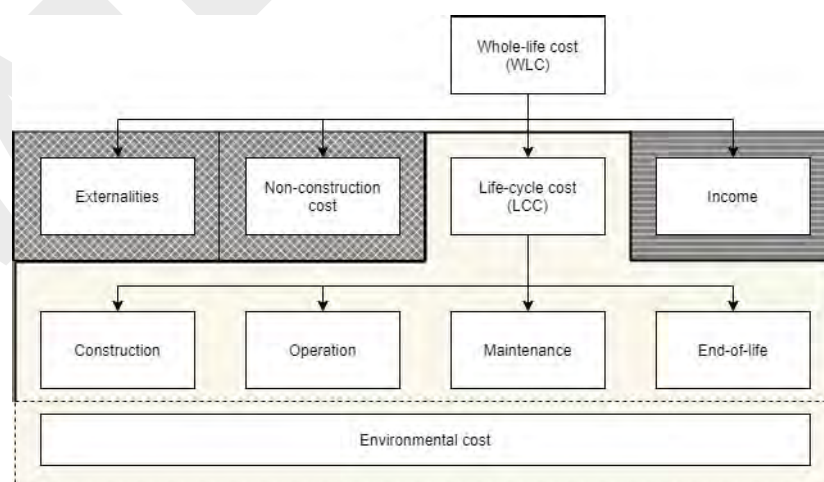 Whole-life cost
(WLC)
Externalities
Non-construction
cost
Life-cycle cost
(LCC)
Income
Construction
Operation
Maintenance
End-of-life
Environmental cost